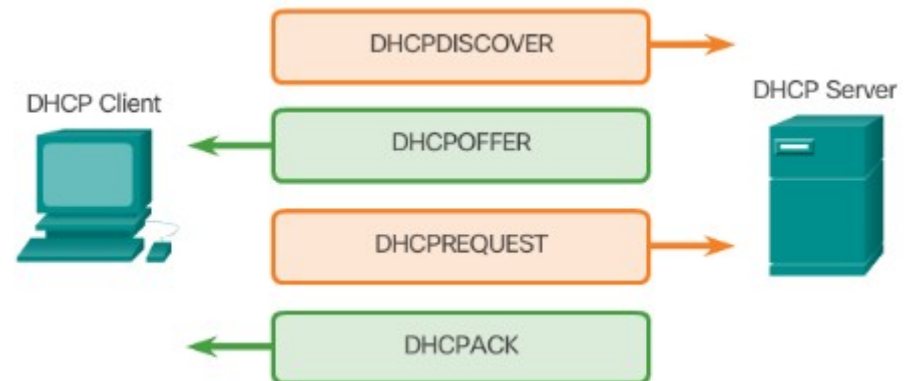 DHCPDISCOVER
DHCP Client
DHCP Server
DHCPOFFER
DHCPREQUEST
DHCPACK